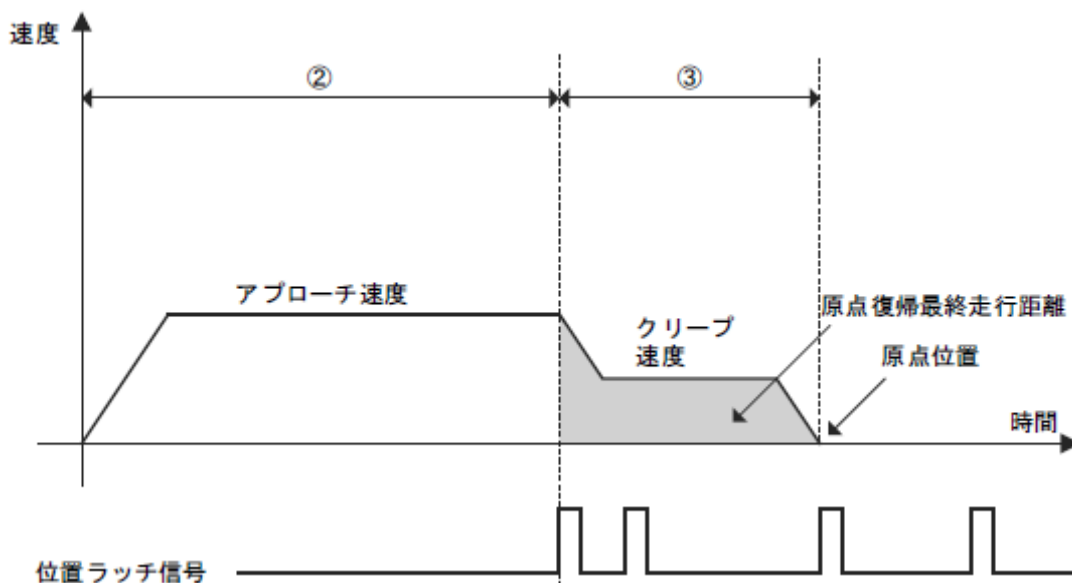 速度
②
③
アプローチ速度
クリープ
速度
原点復帰最終走行距離
原点位置
時間
位置ラッチ信号